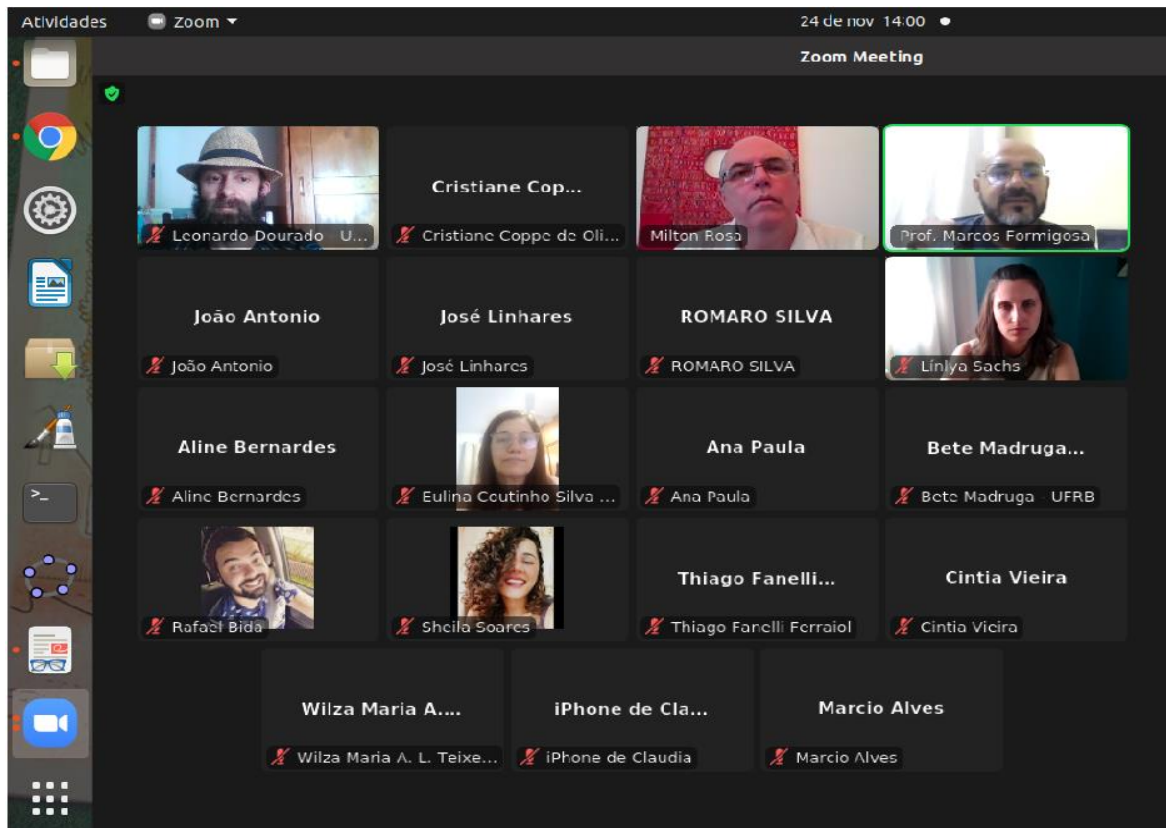 Atividades
Zoom
24 de nov 14:00
Zoom Meeting
Leonardo Dourado U...
Cristiane Cop...
Cristiane Coppe de Oli...
Milton Rosa
Prof. Marcos Formigosa
João Antonio
João Antonio
José Linhares
José Linhares
ROMARO SILVA
ROMARO SILVA
Línlya Sachs
Aline Bernardes
Aline Bernardes
Eulina Coutinho Silva ...
Ana Paula
Ana Paula
Bete Madruga...
Bete Madruga - UFRB
Rafael Bida
Sheila Soares
Thiago Fanelli...
Thiago Fanelli Ferraiol
Cintia Vieira
Cintia Vieira
Wilza Maria A....
Wilza Maria A. L. Teixe...
iPhone de Cla...
iPhone de Claudia
Marcio Alves
Marcio Alves